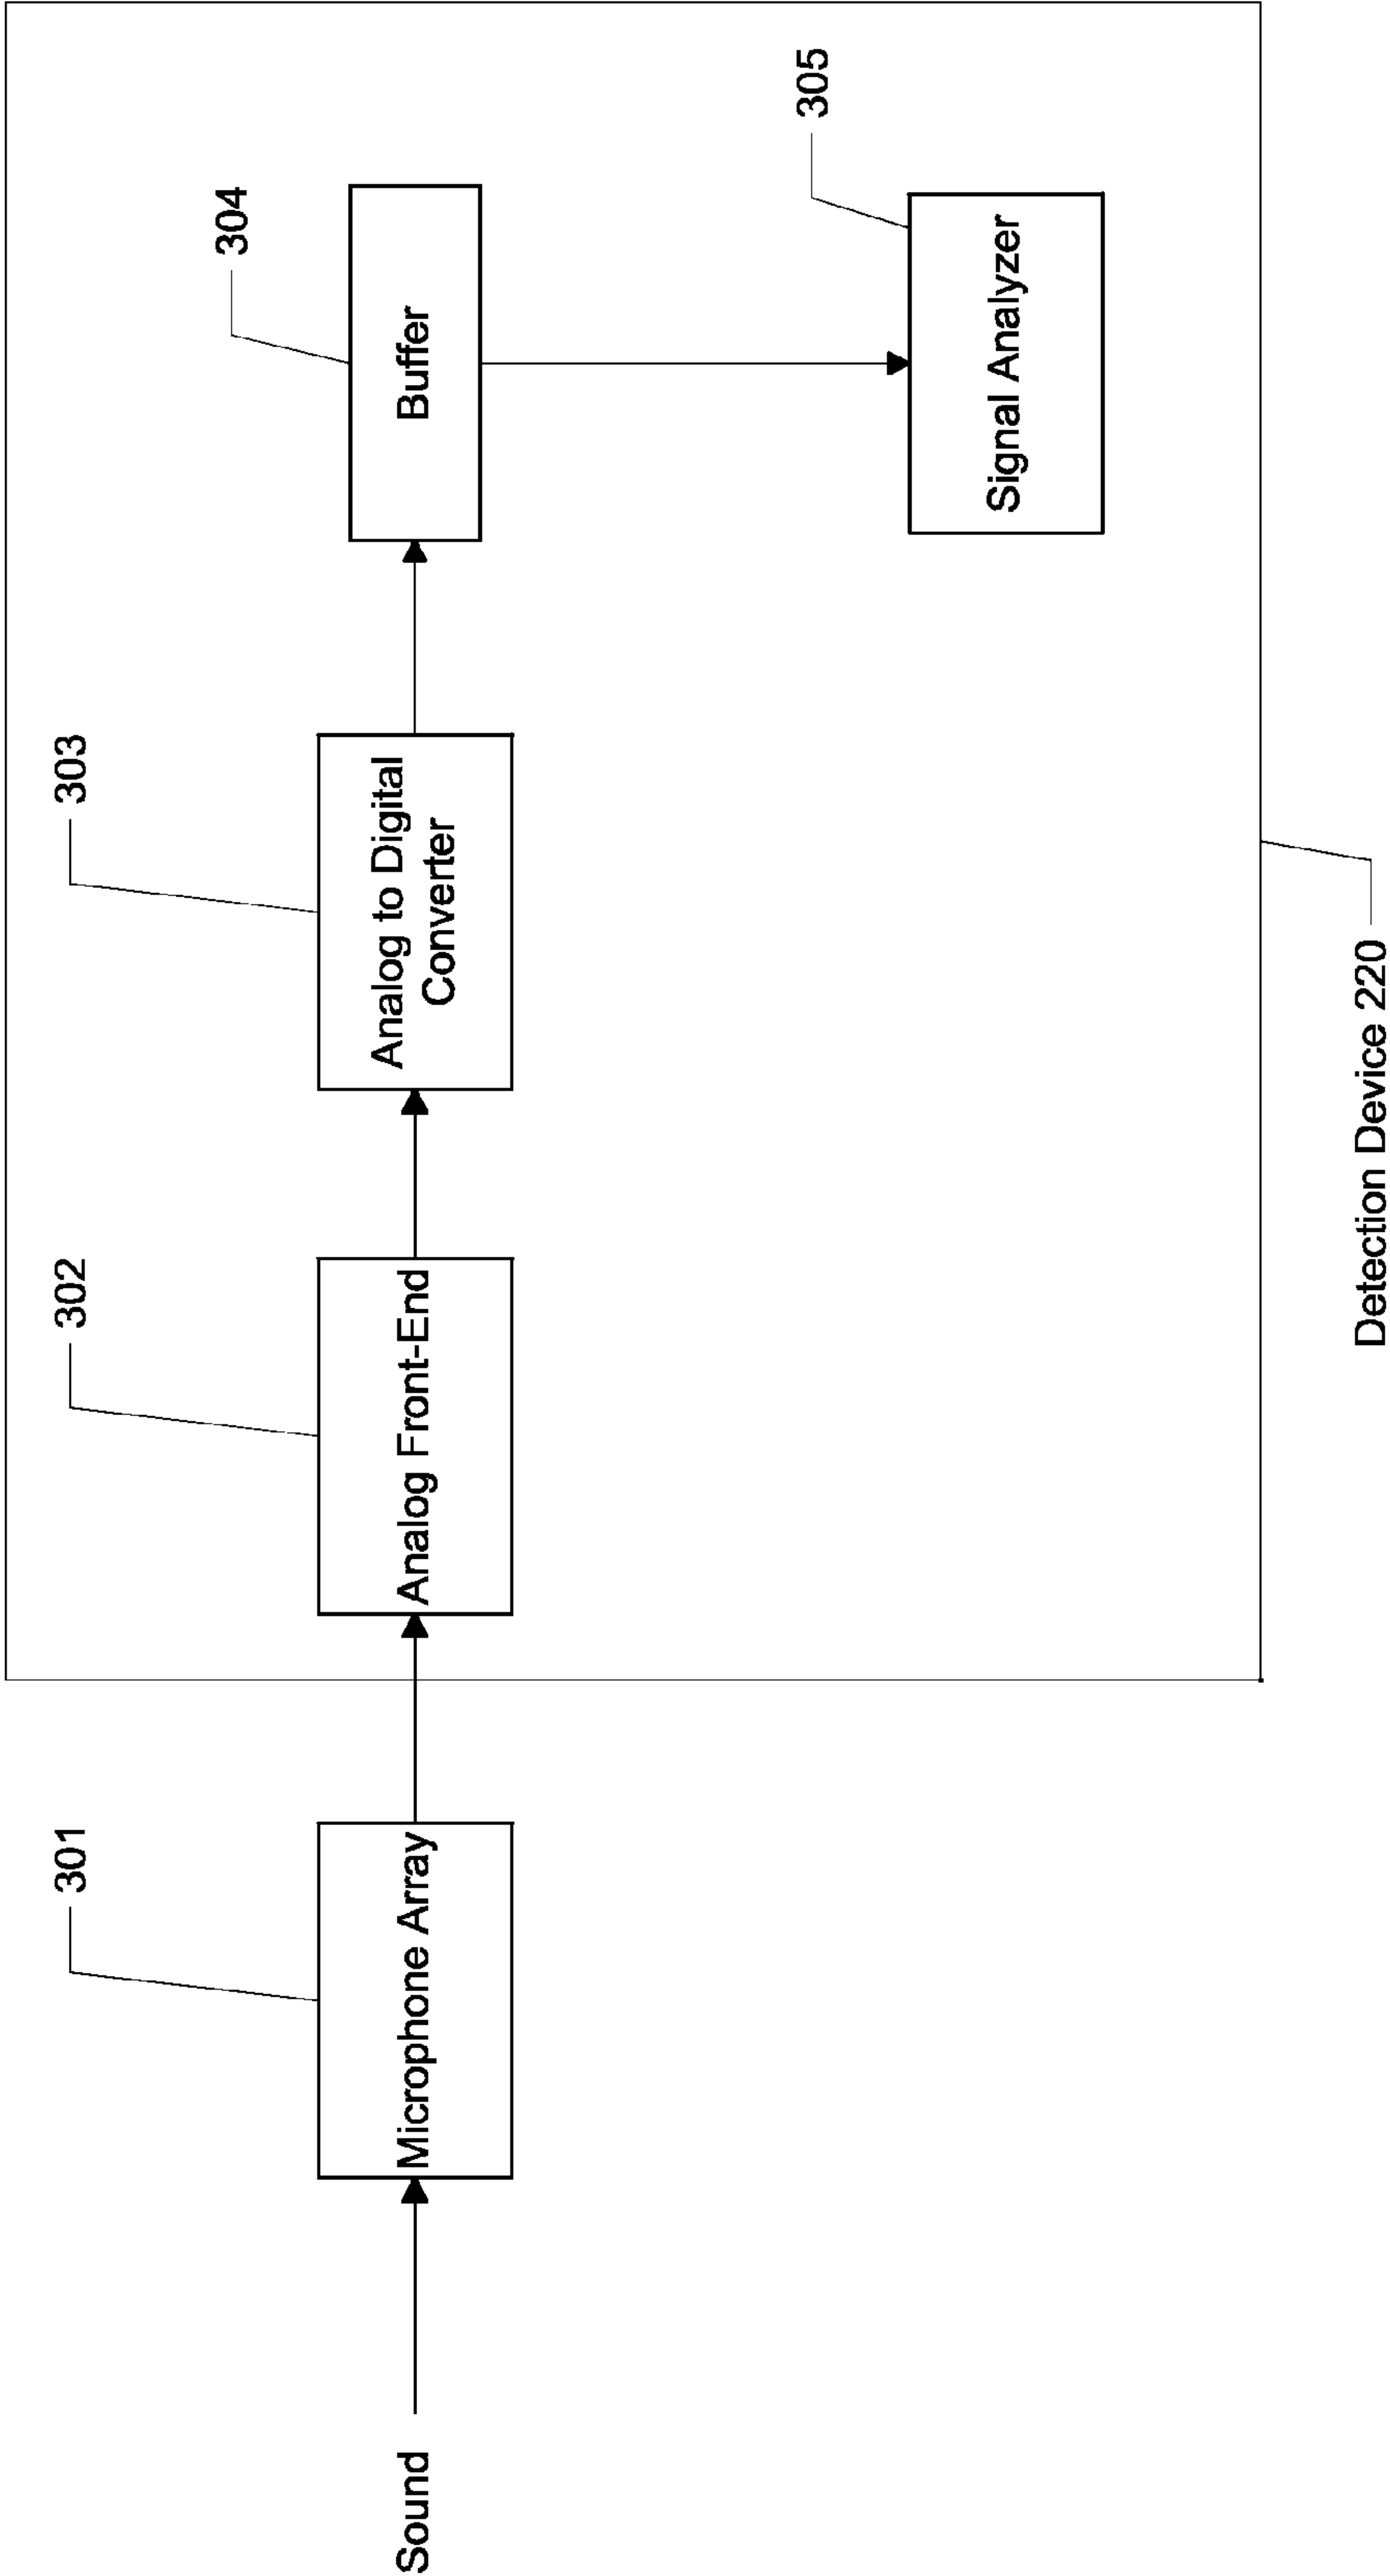 301
302
303
304
Sound
Microphone Array
Analog Front-End
Analog to Digital
Converter
Buffer
305
Signal Analyzer
Detection Device 220